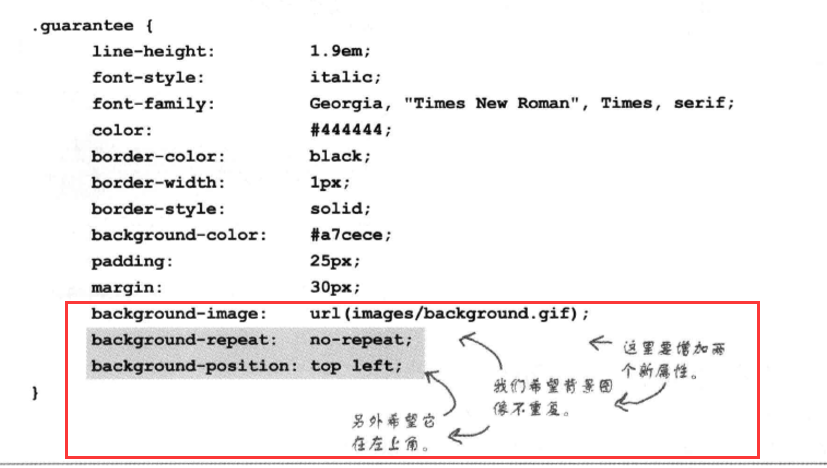 .guarantee {
line-height: 1.9em;
font-style: italic;
font-family: Georgia, "Times New Roman", Times, serif;
color: #444444;
border-color: black;
border-width: 1px;
border-style: solid;
background-color: #a7cece;
padding: 25px;
margin: 30px;
background-image: url(images/background.gif);
background-repeat: no-repeat;
background-position: top left;
}
这里要增加两
个新属性。
我们希望背景图
像不重复。
另外希望它
在左上角。